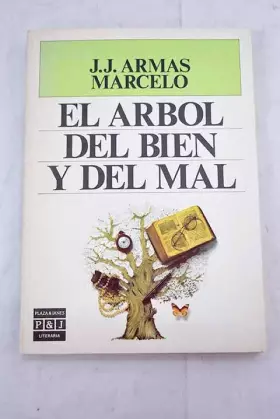 J.J. ARMAS
MARCELO
EL ARBOL
DEL BIEN
Y DEL MAL
PLAZA & JANES
P&J
LITERARIA